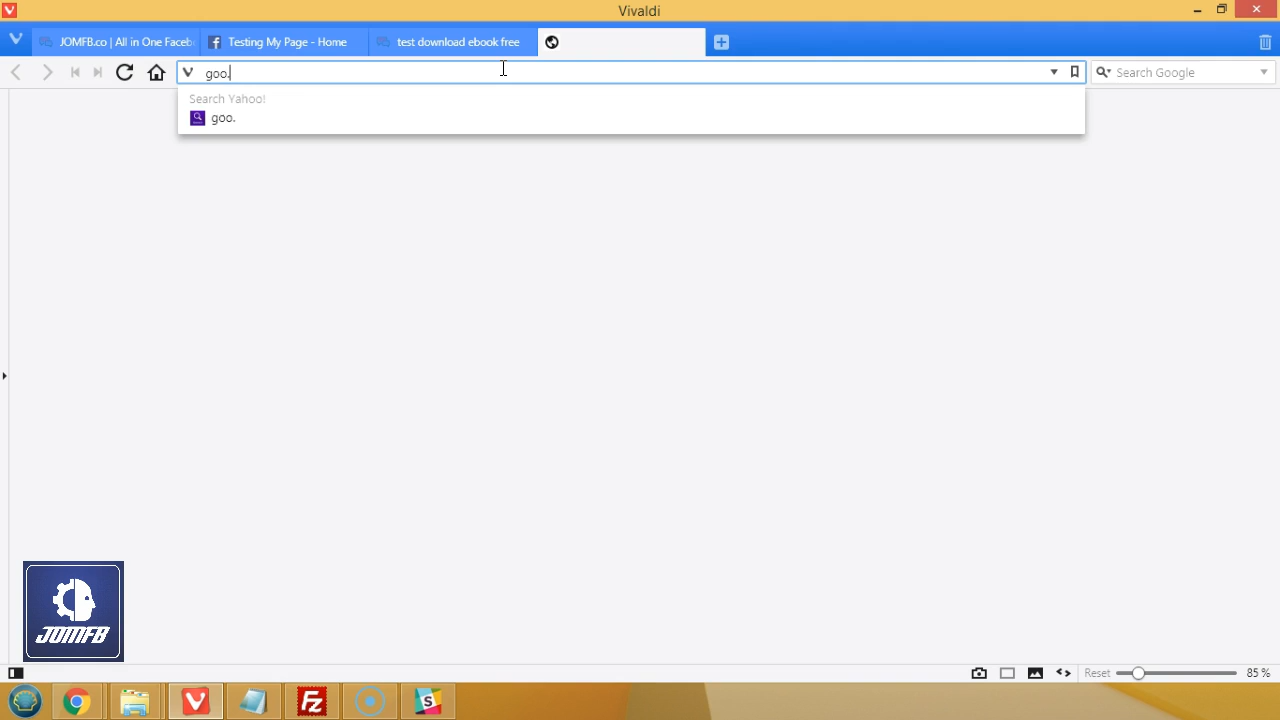 Vivaldi
JOMFB.co | All in One Faceb
Testing My Page - Home
test download ebook free
goo.
Search Google
Search Yahoo!
goo.
JOMFB
Reset
85 %